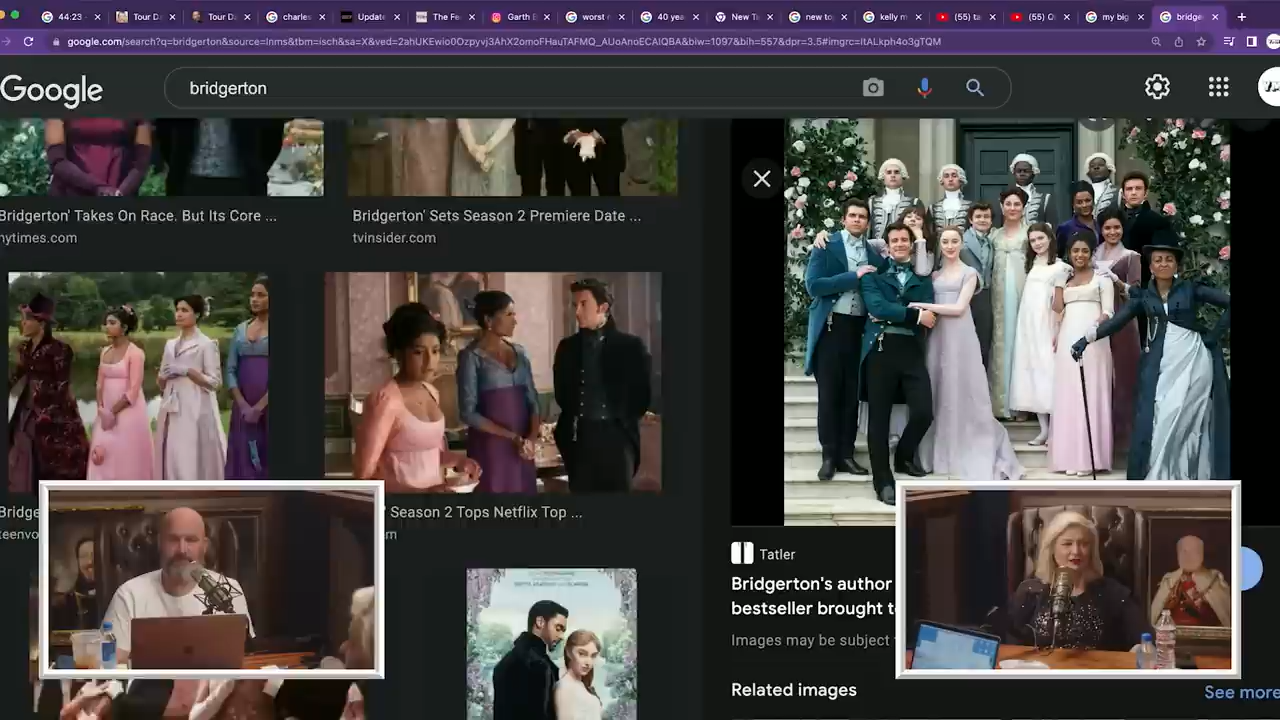 44:23
Tour D
Tour Da
charles
Update
The Fe
Garth B
worst
40 yea
New Ti
new to
kelly m
(55) ta
(55) Q
my big
bridge
google.com/search?q=bridgerton&source=lnms&tbm=isch&sa=X&ved=2ahUKEwio0Ozpyvj3AhX2omoFHauTAFMQ_AUoAnoECAIQBA&biw=1097&bih=557&dpr=3.5#imgrc=itALkph4o3gTQM
Google
bridgerton
Bridgerton' Takes On Race. But Its Core ...
nytimes.com
Bridgerton' Sets Season 2 Premiere Date ...
tvinsider.com
Bridge
Season 2 Tops Netflix Top ...
teenvo
m
Tatler
Bridgerton's author
bestseller brought t
Images may be subject
Related images
See more